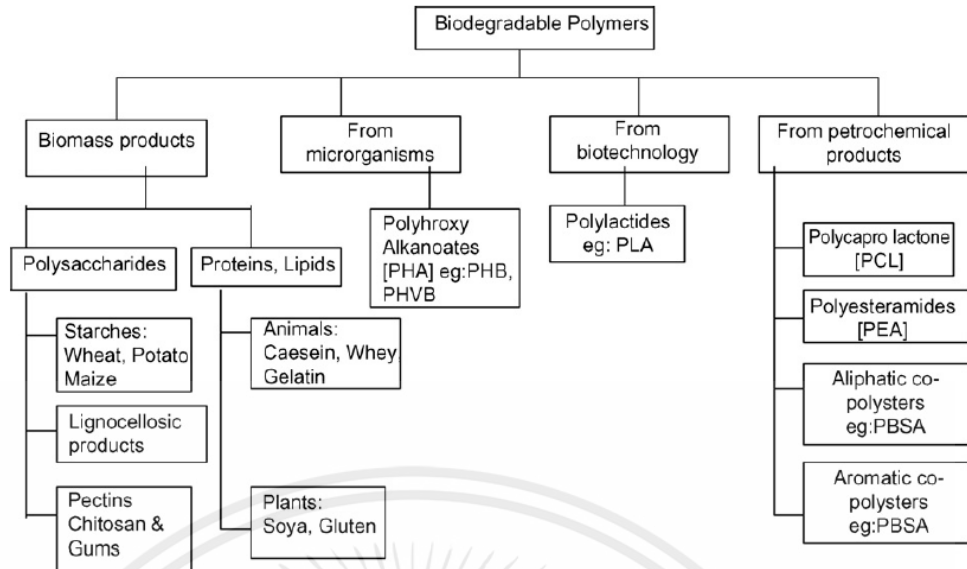 Biodegradable Polymers
Biomass products
From
microrganisms
From
biotechnology
From petrochemical
products
Polysaccharides
Proteins, Lipids
Polyhroxy
Alkanoates
[PHA] eg:PHB,
PHVB
Polylactides
eg: PLA
Polycapro lactone
[PCL]
Polyesteramides
[PEA]
Aliphatic co-
polysters
eg:PBSA
Aromatic co-
polysters
eg:PBSA
Starches:
Wheat, Potato
Maize
Lignocellosic
products
Pectins
Chitosan &
Gums
Animals:
Caesein, Whey,
Gelatin
Plants:
Soya, Gluten